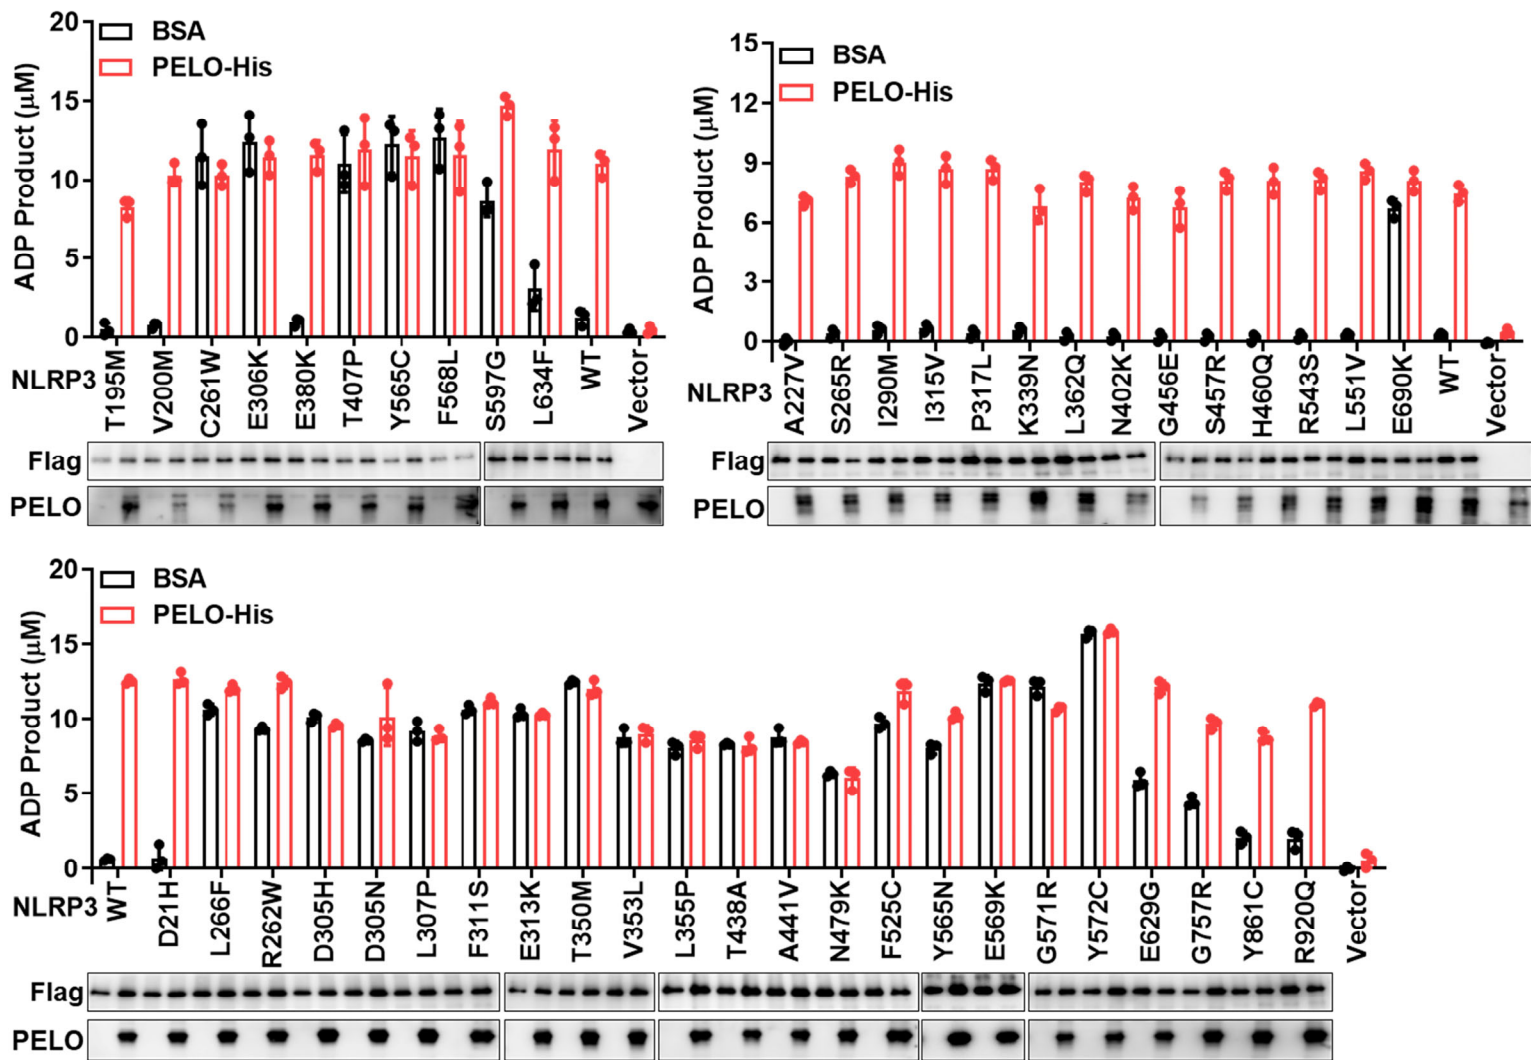 20
15
10
5
0
ADP Product (μM)
BSA
PELO-His
NLRP3
T195M
V200M
C261W
E306K
E380K
T407P
Y565C
F568L
S597G
L634F
WT
Vector
Flag
PELO
15
12
9
6
3
0
ADP Product (μM)
BSA
PELO-His
NLRP3
A227V
S265R
I290M
I315V
P317L
K339N
L362Q
N402K
G456E
S457R
H460Q
R543S
L551V
E690K
WT
Vector
Flag
PELO
20
15
10
5
0
ADP Product (μM)
BSA
PELO-His
NLRP3
WT
D21H
L266F
R262W
D305H
D305N
L307P
F311S
E313K
T350M
V353L
L355P
T438A
A441V
N479K
F525C
Y565N
E569K
G571R
Y572C
E629G
G757R
Y861C
R920Q
Vector
Flag
PELO